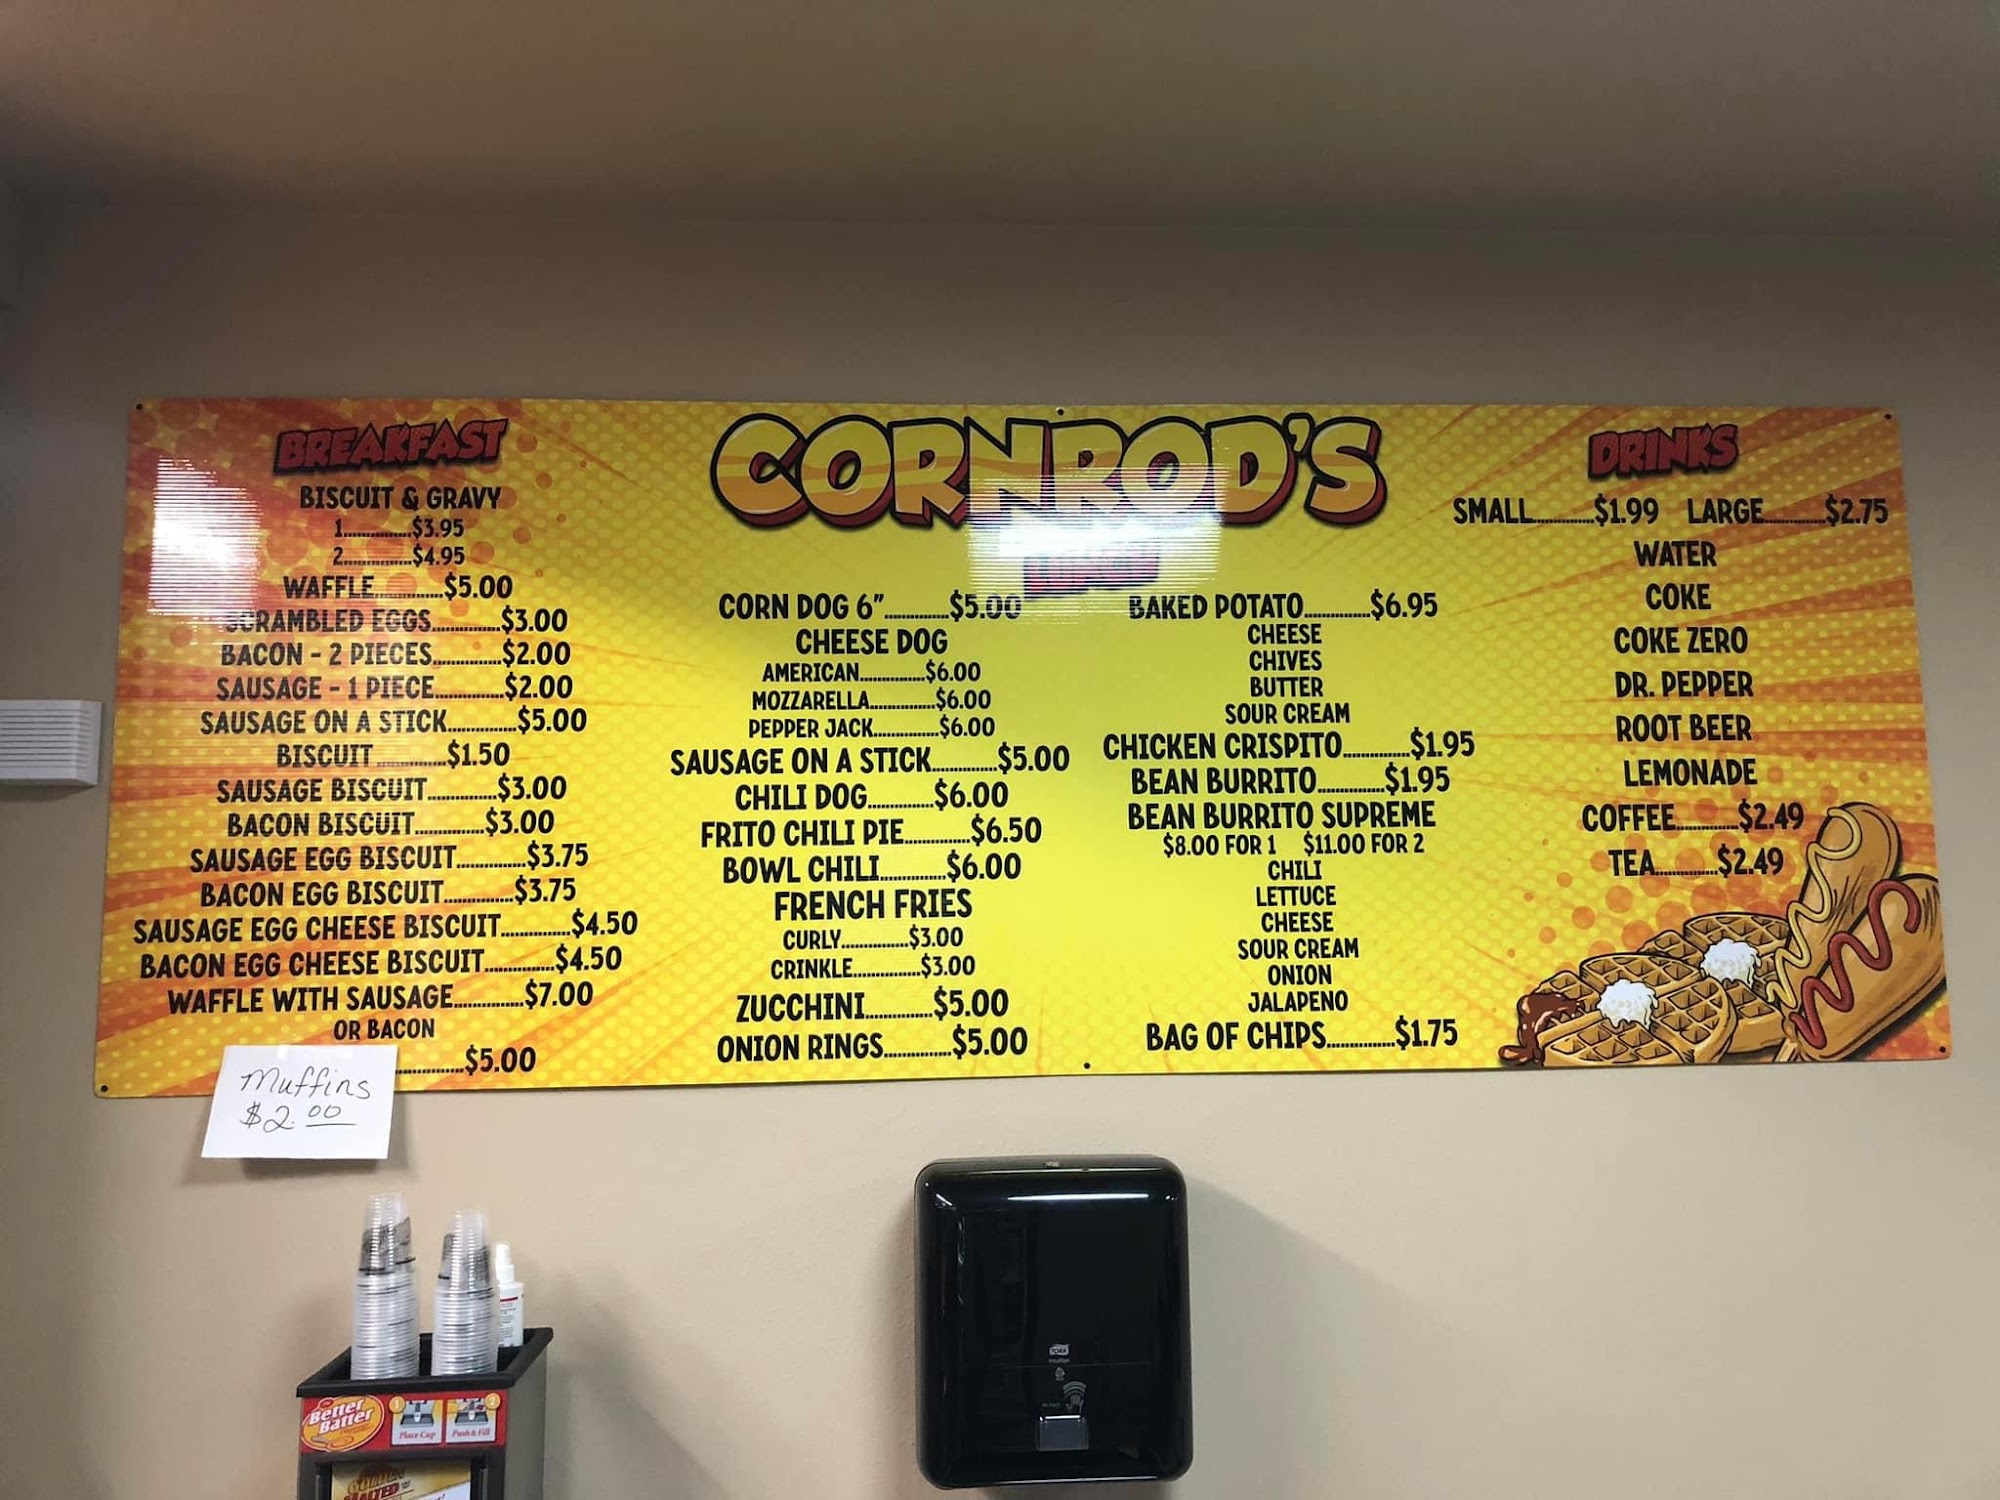 CORNROD'S
BREAKFAST
BISCUIT & GRAVY
1..............$3.95
2..............$4.95
WAFFLE..............$5.00
SCRAMBLED EGGS..............$3.00
BACON - 2 PIECES..............$2.00
SAUSAGE - 1 PIECE..............$2.00
SAUSAGE ON A STICK..............$5.00
BISCUIT ..............$1.50
SAUSAGE BISCUIT..............$3.00
BACON BISCUIT..............$3.00
SAUSAGE EGG BISCUIT..............$3.75
BACON EGG BISCUIT..............$3.75
SAUSAGE EGG CHEESE BISCUIT..............$4.50
BACON EGG CHEESE BISCUIT..............$4.50
WAFFLE WITH SAUSAGE..............$7.00
OR BACON
..............$5.00
Muffins
$2.00
LUNCH
CORN DOG 6"..............$5.00
CHEESE DOG
AMERICAN..............$6.00
MOZZARELLA..............$6.00
PEPPER JACK..............$6.00
SAUSAGE ON A STICK..............$5.00
CHILI DOG..............$6.00
FRITO CHILI PIE..............$6.50
BOWL CHILI..............$6.00
FRENCH FRIES
CURLY..............$3.00
CRINKLE..............$3.00
ZUCCHINI..............$5.00
ONION RINGS..............$5.00
BAKED POTATO..............$6.95
CHEESE
CHIVES
BUTTER
SOUR CREAM
CHICKEN CRISPITO..............$1.95
BEAN BURRITO..............$1.95
BEAN BURRITO SUPREME
$8.00 FOR 1 $11.00 FOR 2
CHILI
LETTUCE
CHEESE
SOUR CREAM
ONION
JALAPENO
BAG OF CHIPS..............$1.75
DRINKS
SMALL..............$1.99 LARGE..............$2.75
WATER
COKE
COKE ZERO
DR. PEPPER
ROOT BEER
LEMONADE
COFFEE..............$2.49
TEA..............$2.49
Better
Batter
1
Place Cup
2
Push & Fill
GOLDEN
MALTED
TORK